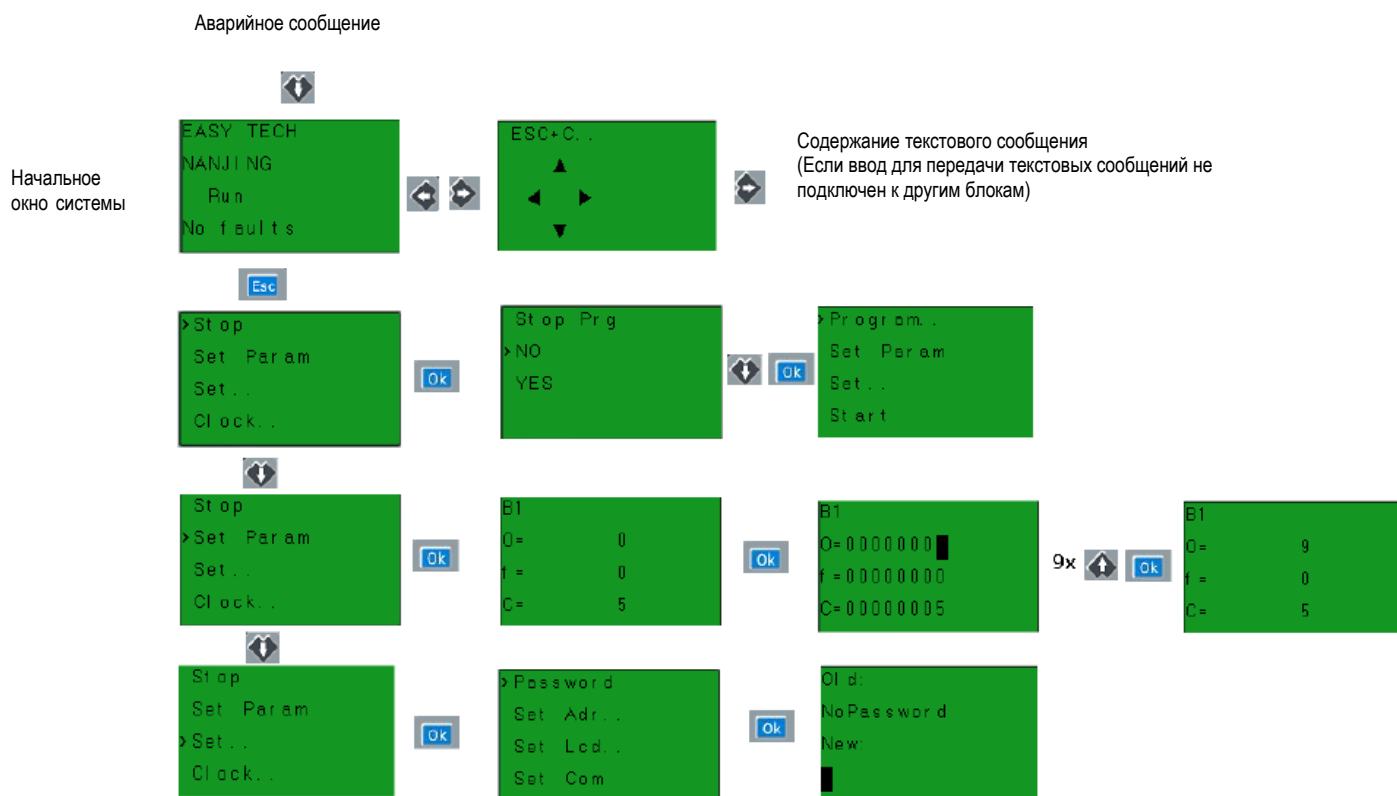 Аварийное сообщение
EASY TECH
NANJING
Run
No faults
ESC+C..
Содержание текстового сообщения
(Если ввод для передачи текстовых сообщений не
подключен к другим блокам)
Начальное
окно системы
Esc
>Stop
Set Param
Set..
Clock..
Ok
Stop Prg
>NO
YES
Ok
>Program..
Set Param
Set..
Start
Stop
>Set Param
Set..
Clock..
Ok
B1
O= 0
f = 0
C= 5
Ok
B1
O=0000000
f =00000000
C=00000005
9x
Ok
B1
O= 9
f = 0
C= 5
Stop
Set Param
>Set..
Clock..
Ok
>Password
Set Adr..
Set Lcd..
Set Com
Ok
Old:
NoPassword
New: